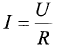 I = U/R